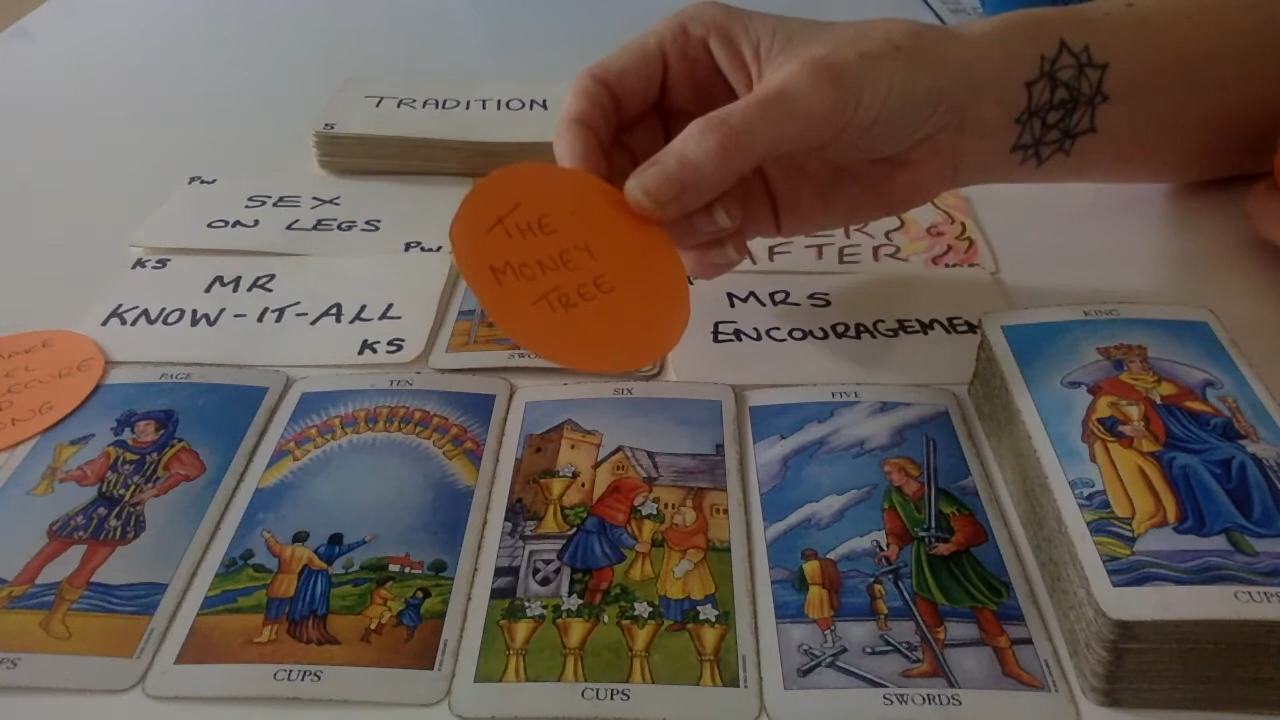 TRADITION
5
Pw
SEX
ON LEGS
Pw
KS
MR
KNOW-IT-ALL
KS
THE
MONEY
TREE
AFTER
MRS
ENCOURAGEMEN
KING
CUPS
PAGE
TEN
CUPS
SIX
CUPS
FIVE
SWORDS